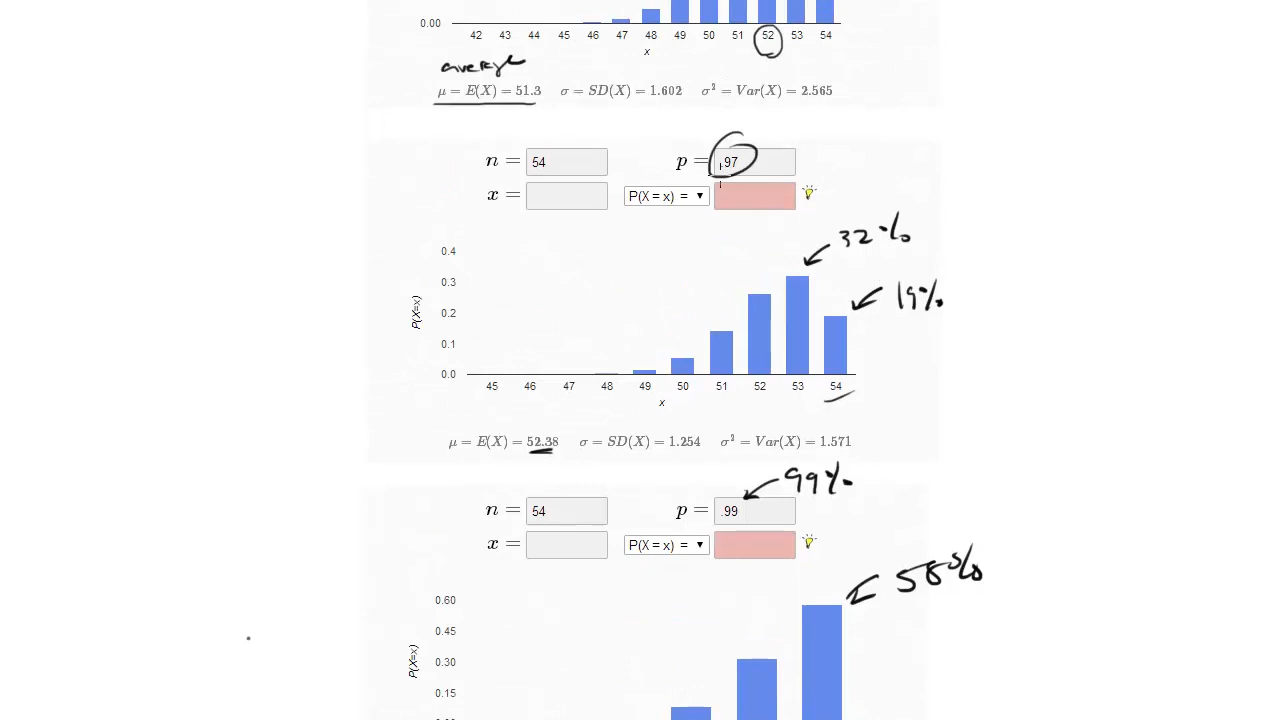 0.00
42 43 44 45 46 47 48 49 50 51 52 53 54
x
average
μ = E(X) = 51.3 σ = SD(X) = 1.602 σ² = Var(X) = 2.565
n = 54 p = .97
x = P(X = x) =
32%
0.4
0.3
19%
0.2
0.1
0.0
P(X=x)
45 46 47 48 49 50 51 52 53 54
x
μ = E(X) = 52.38 σ = SD(X) = 1.254 σ² = Var(X) = 1.571
99%
n = 54 p = .99
x = P(X = x) =
58%
0.60
0.45
0.30
0.15
P(X=x)